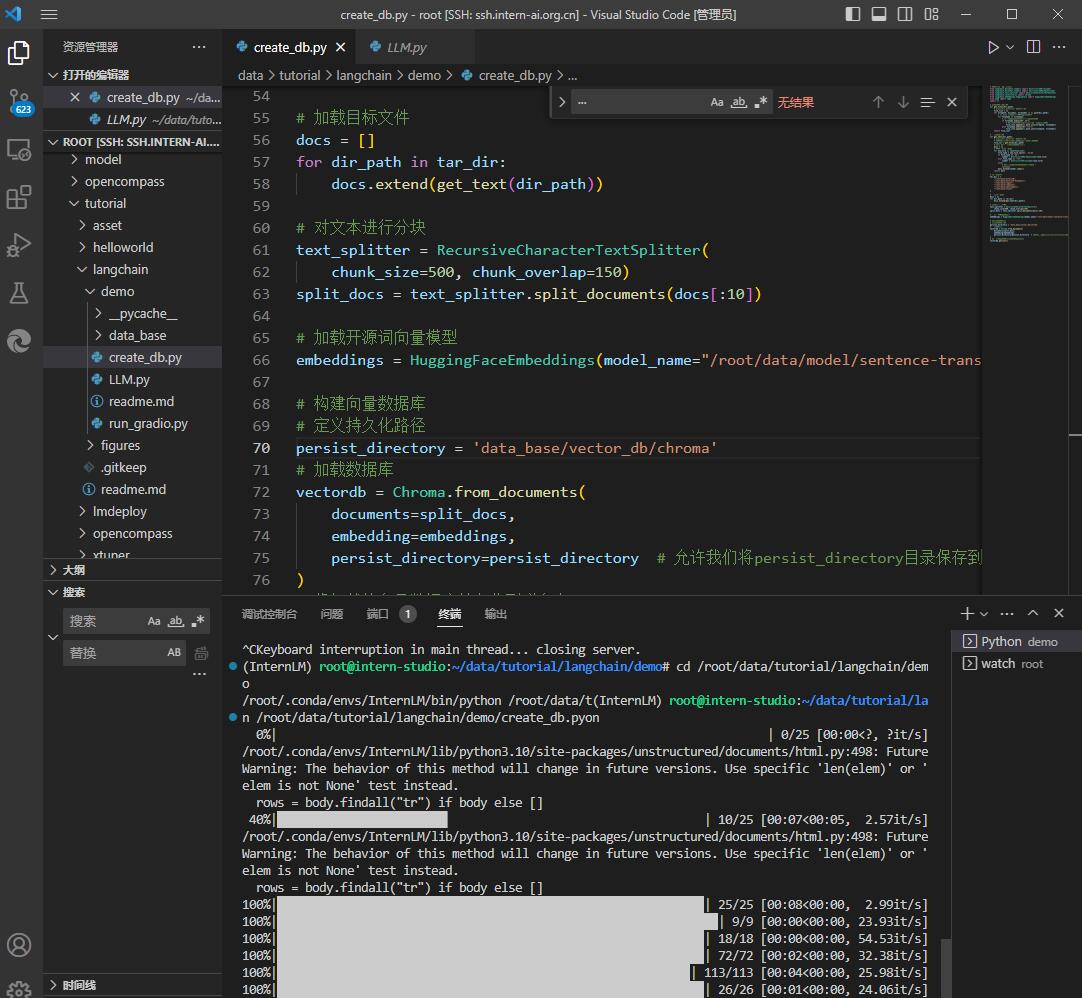 create_db.py - root [SSH: ssh.intern-ai.org.cn] - Visual Studio Code [管理员]
资源管理器
打开的编辑器
create_db.py ~/da...
LLM.py ~/data/tuto...
623
ROOT [SSH: SSH.INTERN-AI....
model
opencompass
tutorial
asset
helloworld
langchain
demo
__pycache__
data_base
create_db.py
LLM.py
readme.md
run_gradio.py
figures
.gitkeep
readme.md
lmdeploy
opencompass
xtuner
大纲
搜索
搜索 Aa ab
替换 AB
时间线
create_db.py LLM.py
data > tutorial > langchain > demo > create_db.py > ...
... Aa ab 无结果
54
55 # 加载目标文件
56 docs = []
57 for dir_path in tar_dir:
58 docs.extend(get_text(dir_path))
59
60 # 对文本进行分块
61 text_splitter = RecursiveCharacterTextSplitter(
62 chunk_size=500, chunk_overlap=150)
63 split_docs = text_splitter.split_documents(docs[:10])
64
65 # 加载开源词向量模型
66 embeddings = HuggingFaceEmbeddings(model_name="/root/data/model/sentence-trans
67
68 # 构建向量数据库
69 # 定义持久化路径
70 persist_directory = 'data_base/vector_db/chroma'
71 # 加载数据库
72 vectordb = Chroma.from_documents(
73 documents=split_docs,
74 embedding=embeddings,
75 persist_directory=persist_directory # 允许我们将persist_directory目录保存到
76 )
调试控制台 问题 端口 1 终端 输出
^CKeyboard interruption in main thread... closing server.
(InternLM) root@intern-studio:~/data/tutorial/langchain/demo# cd /root/data/tutorial/langchain/dem
o
/root/.conda/envs/InternLM/bin/python /root/data/t(InternLM) root@intern-studio:~/data/tutorial/la
n /root/data/tutorial/langchain/demo/create_db.pyon
0%| | 0/25 [00:00<?, ?it/s]
/root/.conda/envs/InternLM/lib/python3.10/site-packages/unstructured/documents/html.py:498: Future
Warning: The behavior of this method will change in future versions. Use specific 'len(elem)' or '
elem is not None' test instead.
rows = body.findall("tr") if body else []
40%| | 10/25 [00:07<00:05, 2.57it/s]
/root/.conda/envs/InternLM/lib/python3.10/site-packages/unstructured/documents/html.py:498: Future
Warning: The behavior of this method will change in future versions. Use specific 'len(elem)' or '
elem is not None' test instead.
rows = body.findall("tr") if body else []
100%| | 25/25 [00:08<00:00, 2.99it/s]
100%| | 9/9 [00:00<00:00, 23.93it/s]
100%| | 18/18 [00:00<00:00, 54.53it/s]
100%| | 72/72 [00:02<00:00, 32.38it/s]
100%| | 113/113 [00:04<00:00, 25.98it/s]
100%| | 26/26 [00:01<00:00, 24.06it/s]
Python demo
watch root